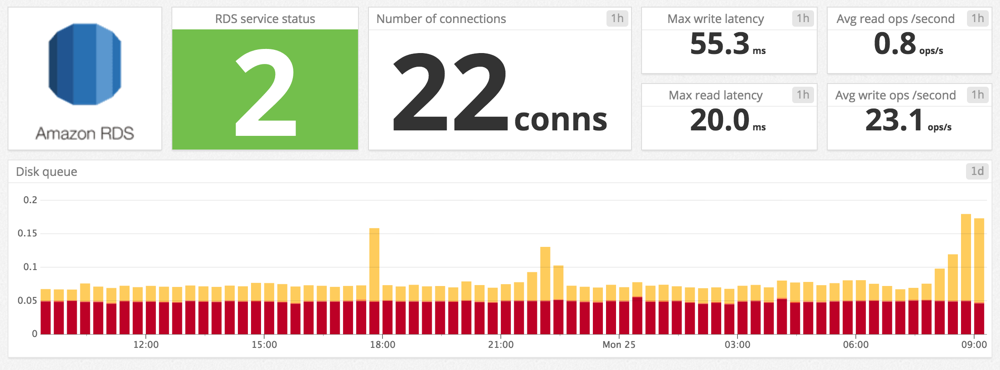 Amazon RDS
RDS service status
2
Number of connections 1h
22 conns
Max write latency 1h
55.3 ms
Avg read ops /second 1h
0.8 ops/s
Max read latency 1h
20.0 ms
Avg write ops /second 1h
23.1 ops/s
Disk queue 1d
0.2
0.15
0.1
0.05
0
12:00 15:00 18:00 21:00 Mon 25 03:00 06:00 09:00